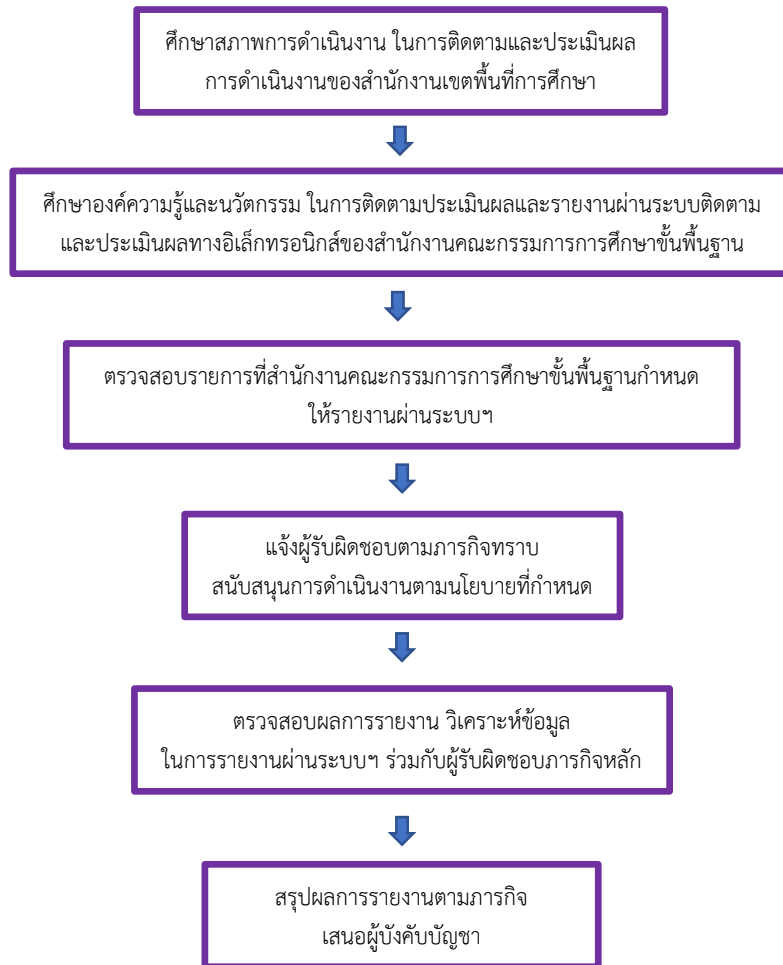 ศึกษาสภาพการดำเนินงาน ในการติดตามและประเมินผล
การดำเนินงานของสำนักงานเขตพื้นที่การศึกษา
ศึกษาองค์ความรู้และนวัตกรรม ในการติดตามประเมินผลและรายงานผ่านระบบติดตาม
และประเมินผลทางอิเล็กทรอนิกส์ของสำนักงานคณะกรรมการการศึกษาขั้นพื้นฐาน
ตรวจสอบรายการที่สำนักงานคณะกรรมการการศึกษาขั้นพื้นฐานกำหนด
ให้รายงานผ่านระบบฯ
แจ้งผู้รับผิดชอบตามภารกิจทราบ
สนับสนุนการดำเนินงานตามนโยบายที่กำหนด
ตรวจสอบผลการรายงาน วิเคราะห์ข้อมูล
ในการรายงานผ่านระบบฯ ร่วมกับผู้รับผิดชอบภารกิจหลัก
สรุปผลการรายงานตามภารกิจ
เสนอผู้บังคับบัญชา